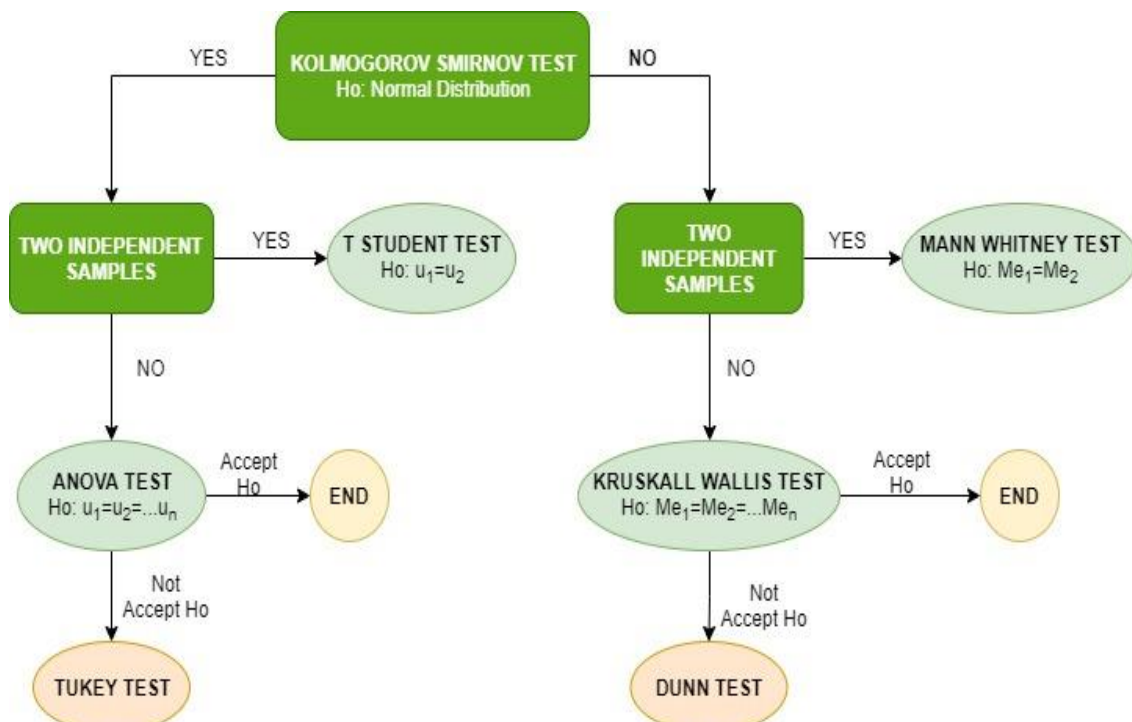 YES
KOLMOGOROV SMIRNOV TEST
Ho: Normal Distribution
NO
TWO INDEPENDENT
SAMPLES
YES
T STUDENT TEST
Ho: u₁=u₂
TWO
INDEPENDENT
SAMPLES
YES
MANN WHITNEY TEST
Ho: Me₁=Me₂
NO
NO
ANOVA TEST
Ho: u₁=u₂=...uₙ
Accept
Ho
END
KRUSKALL WALLIS TEST
Ho: Me₁=Me₂=...Meₙ
Accept
Ho
END
Not
Accept Ho
Not
Accept Ho
TUKEY TEST
DUNN TEST